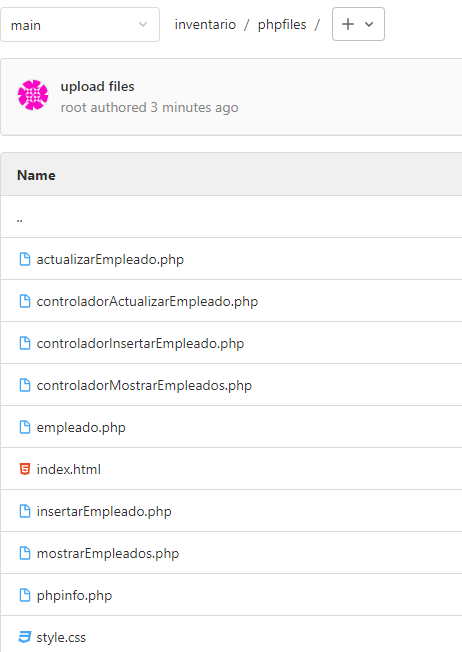 main inventario / phpfiles / +
upload files
root authored 3 minutes ago
Name
..
actualizarEmpleado.php
controladorActualizarEmpleado.php
controladorInsertarEmpleado.php
controladorMostrarEmpleados.php
empleado.php
index.html
insertarEmpleado.php
mostrarEmpleados.php
phpinfo.php
style.css